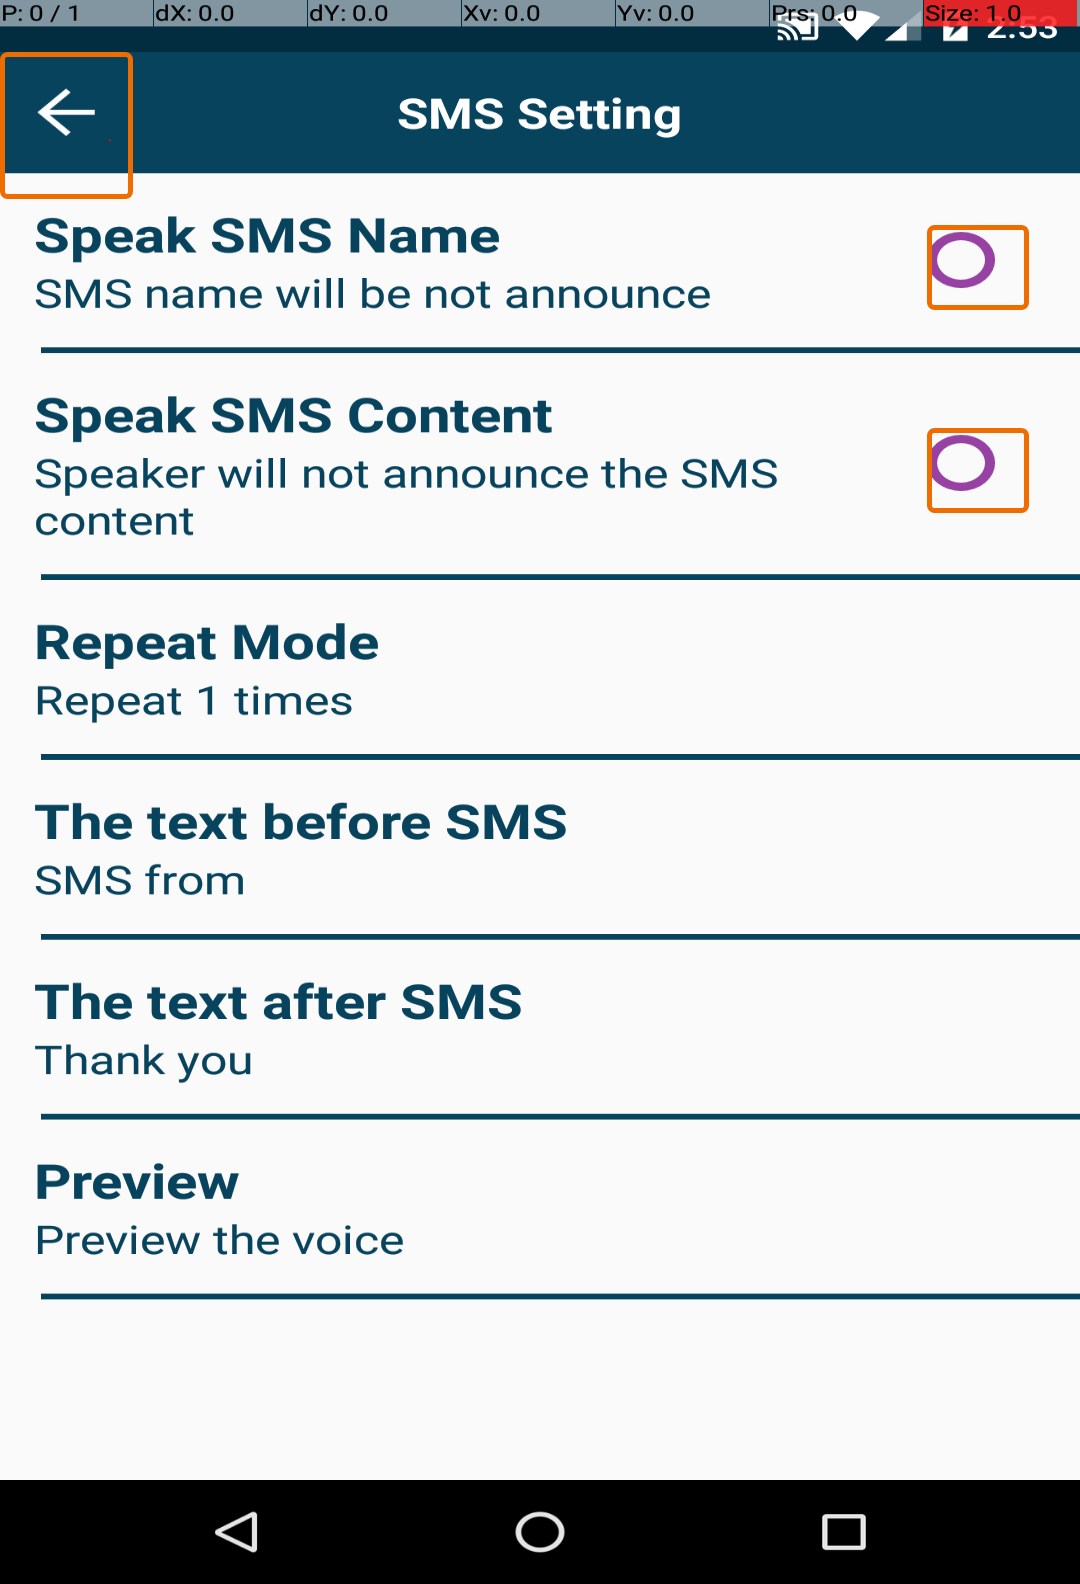 P: 0 / 1 dX: 0.0 dY: 0.0 Xv: 0.0 Yv: 0.0 Prs: 0.0 Size: 1.0
2:53
SMS Setting
Speak SMS Name
SMS name will be not announce
Speak SMS Content
Speaker will not announce the SMS
content
Repeat Mode
Repeat 1 times
The text before SMS
SMS from
The text after SMS
Thank you
Preview
Preview the voice